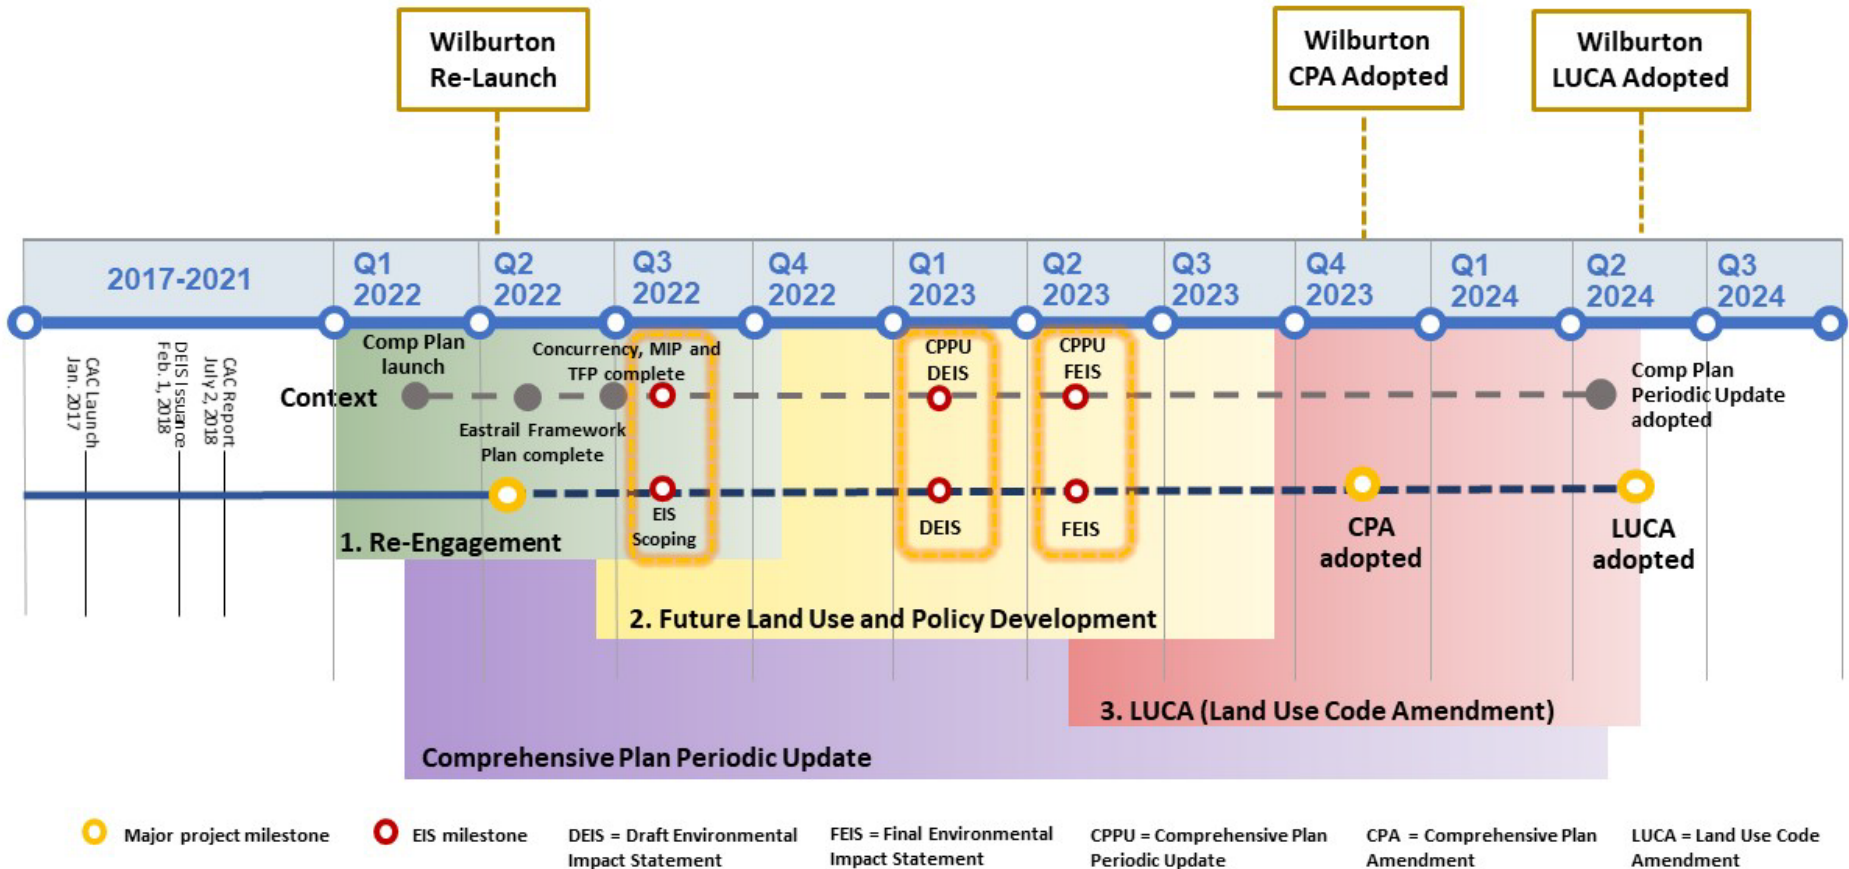 Wilburton
Re-Launch
Wilburton
CPA Adopted
Wilburton
LUCA Adopted
2017-2021
Q1
2022
Q2
2022
Q3
2022
Q4
2022
Q1
2023
Q2
2023
Q3
2023
Q4
2023
Q1
2024
Q2
2024
Q3
2024
CAC Launch
Jan. 2017
DEIS Issuance
Feb. 1, 2018
CAC Report
July 2, 2018
Context
Comp Plan
launch
Eastrail Framework
Plan complete
Concurrency, MIP and
TFP complete
CPPU
DEIS
CPPU
FEIS
Comp Plan
Periodic Update
adopted
EIS
Scoping
DEIS
FEIS
CPA
adopted
LUCA
adopted
1. Re-Engagement
2. Future Land Use and Policy Development
3. LUCA (Land Use Code Amendment)
Comprehensive Plan Periodic Update
Major project milestone
EIS milestone
DEIS = Draft Environmental
Impact Statement
FEIS = Final Environmental
Impact Statement
CPPU = Comprehensive Plan
Periodic Update
CPA = Comprehensive Plan
Amendment
LUCA = Land Use Code
Amendment